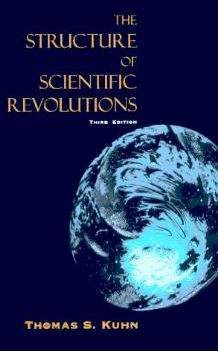 THE
STRUCTURE
OF
SCIENTIFIC
REVOLUTIONS
THIRD EDITION
THOMAS S. KUHN